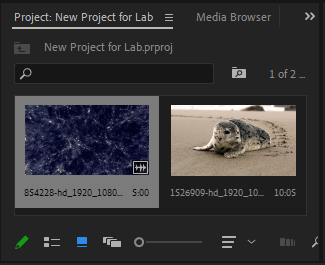 Project: New Project for Lab ≡ Media Browser »
New Project for Lab.prproj
1 of 2 ...
854228-hd_1920_1080... 5:00
1526909-hd_1920_10... 10:05